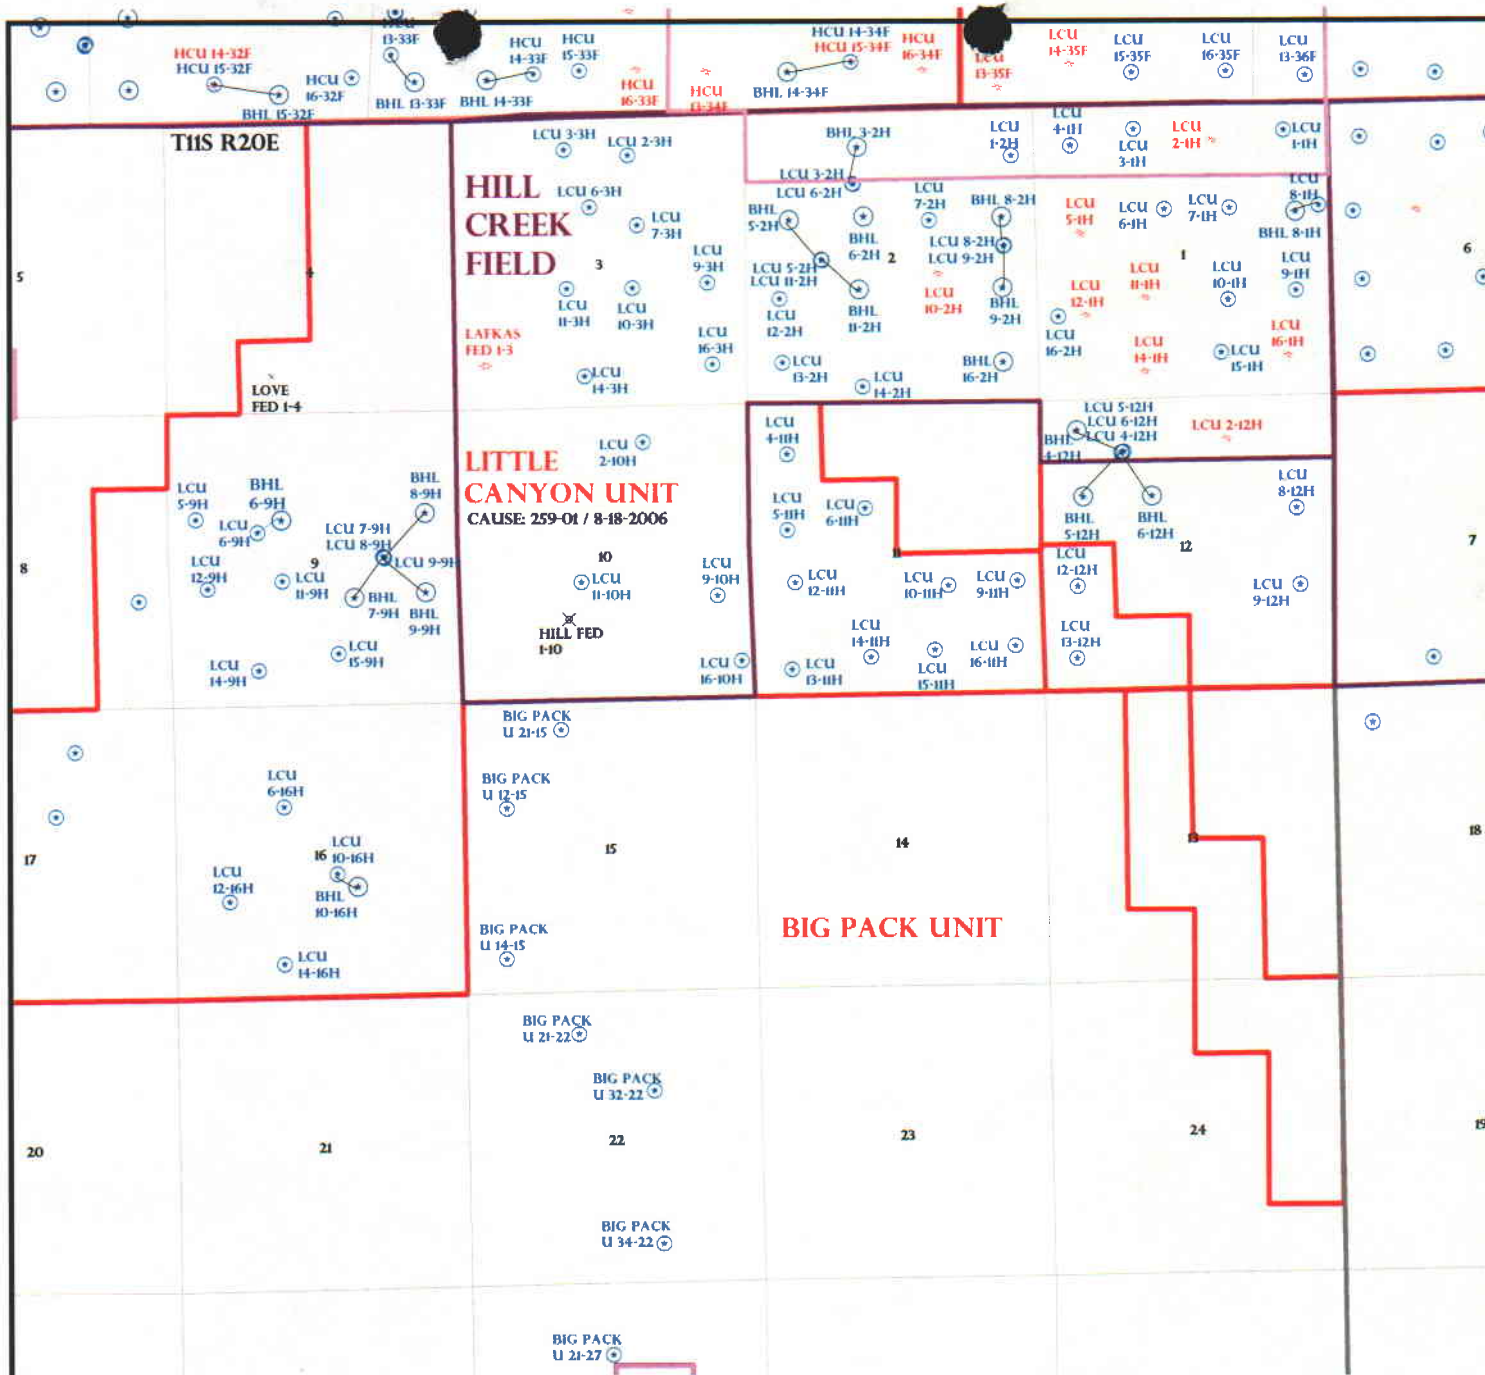 HCU 14-32F
HCU 15-32F
BHL 15-32F
HCU
16-32F
HCU
13-33F
BHL 13-33F
HCU
14-33F
BHL 14-33F
HCU
15-33F
HCU
16-33F
HCU
13-34F
HCU 14-34F
HCU 15-34F
BHL 14-34F
HCU
16-34F
LCU
13-35F
LCU
14-35F
LCU
15-35F
LCU
16-35F
LCU
13-36F
T11S R20E
HILL
CREEK
FIELD
LCU 3-3H
LCU 2-3H
LCU 6-3H
LCU
7-3H
LCU
9-3H
3
LCU
11-3H
LCU
10-3H
LAFKAS
FED 1-3
LCU
16-3H
LCU
14-3H
BHL 3-2H
LCU 3-2H
LCU 6-2H
LCU
1-2H
BHL
5-2H
BHL
6-2H
LCU
7-2H
BHL 8-2H
LCU 8-2H
LCU 9-2H
2
LCU 5-2H
LCU 11-2H
LCU
12-2H
BHL
11-2H
LCU
10-2H
BHL
9-2H
LCU
13-2H
LCU
14-2H
BHL
16-2H
LCU
4-1H
LCU
3-1H
LCU
2-1H
LCU
1-1H
LCU
5-1H
LCU
6-1H
LCU
7-1H
LCU
8-1H
BHL 8-1H
1
LCU
9-1H
LCU
12-1H
LCU
11-1H
LCU
10-1H
LCU
16-2H
LCU
14-1H
LCU
15-1H
LCU
16-1H
6
5
4
LOVE
FED 1-4
LITTLE
CANYON UNIT
CAUSE: 259-01 / 8-18-2006
LCU
2-10H
10
LCU
11-10H
LCU
9-10H
HILL FED
1-10
LCU
16-10H
LCU
5-9H
BHL
6-9H
LCU
6-9H
BHL
8-9H
LCU 7-9H
LCU 8-9H
LCU 9-9H
LCU
12-9H
9
LCU
11-9H
BHL
7-9H
BHL
9-9H
LCU
15-9H
LCU
14-9H
8
LCU
4-11H
LCU
5-11H
LCU
6-11H
11
LCU
12-11H
LCU
10-11H
LCU
9-11H
LCU
14-11H
LCU
13-11H
LCU
15-11H
LCU
16-11H
LCU 5-12H
LCU 6-12H
LCU 4-12H
BHL
4-12H
LCU 2-12H
BHL
5-12H
BHL
6-12H
LCU
8-12H
12
LCU
12-12H
LCU
9-12H
LCU
13-12H
7
BIG PACK
U 21-15
BIG PACK
U 12-15
15
14
13
18
17
LCU
6-16H
16
LCU
10-16H
LCU
12-16H
BHL
10-16H
LCU
14-16H
BIG PACK
U 14-15
BIG PACK UNIT
BIG PACK
U 21-22
BIG PACK
U 32-22
20
21
22
23
24
19
BIG PACK
U 34-22
BIG PACK
U 21-27